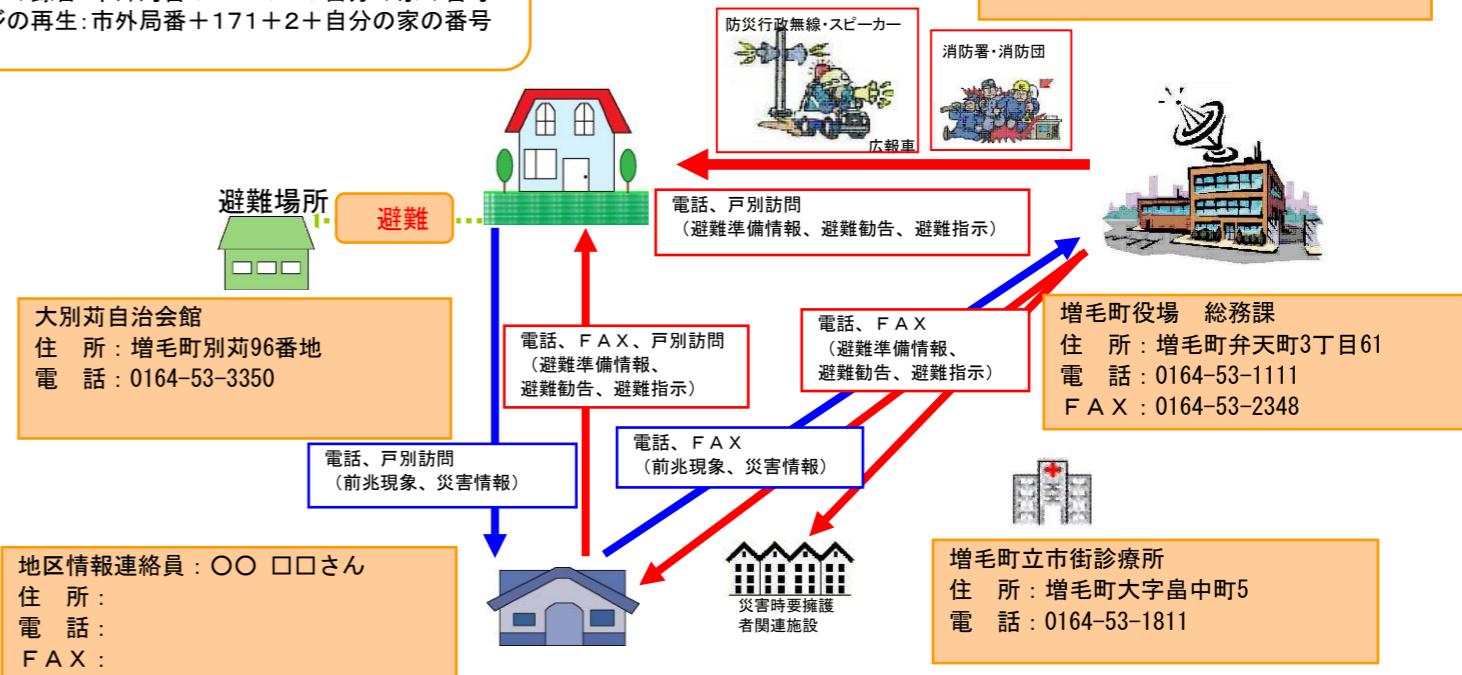 ジの再生：市外局番＋171＋2＋自分の家の番号
防災行政無線・スピーカー
広報車
消防署・消防団
避難場所
避難
電話、戸別訪問
（避難準備情報、避難勧告、避難指示）
大別苅自治会館
住　所：増毛町別苅96番地
電　話：0164-53-3350
電話、ＦＡＸ、戸別訪問
（避難準備情報、
避難勧告、避難指示）
電話、ＦＡＸ
（避難準備情報、
避難勧告、避難指示）
増毛町役場　総務課
住　所：増毛町弁天町3丁目61
電　話：0164-53-1111
ＦＡＸ：0164-53-2348
電話、戸別訪問
（前兆現象、災害情報）
電話、ＦＡＸ
（前兆現象、災害情報）
地区情報連絡員：〇〇 □□さん
住　所：
電　話：
ＦＡＸ：
災害時要擁護
者関連施設
増毛町立市街診療所
住　所：増毛町大字畠中町5
電　話：0164-53-1811